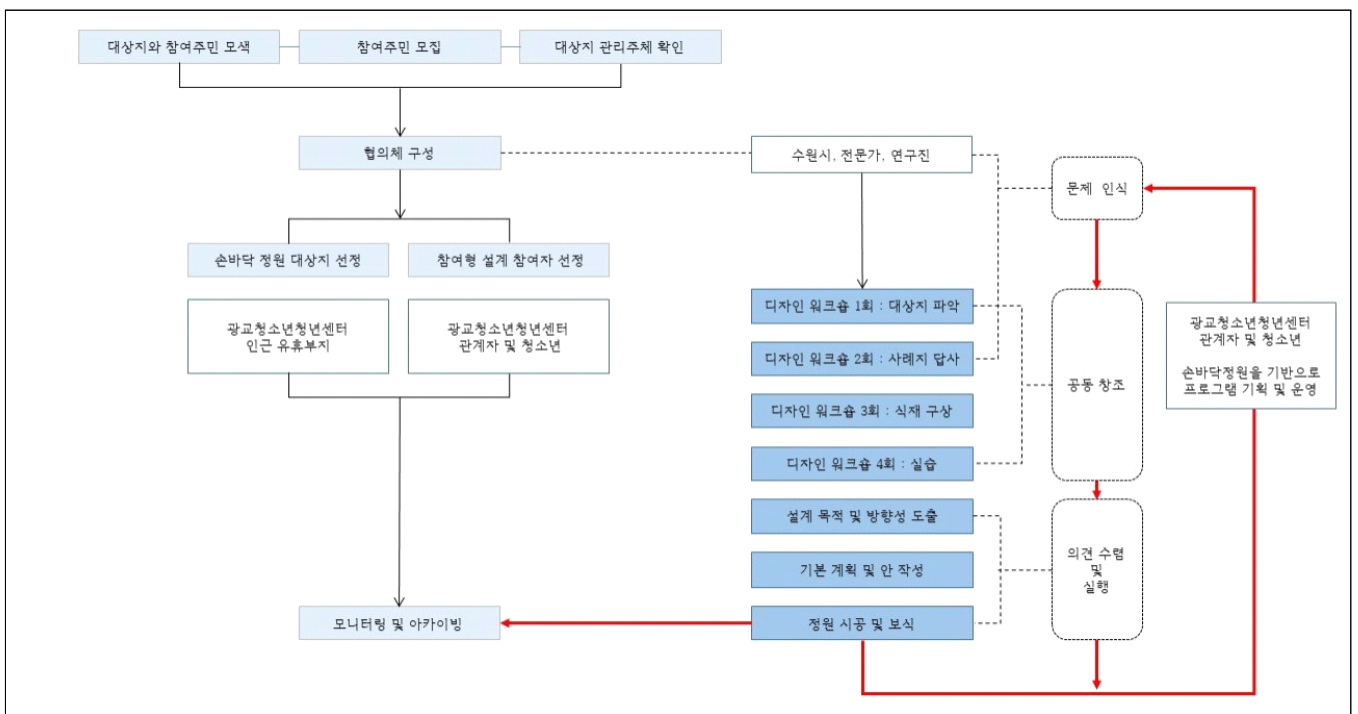 대상지와 참여주민 모색
참여주민 모집
대상지 관리주체 확인
협의체 구성
수원시, 전문가, 연구진
문제 인식
손바닥 정원 대상지 선정
참여형 설계 참여자 선정
광교청소년청년센터
인근 유휴부지
광교청소년청년센터
관계자 및 청소년
디자인 워크숍 1회 : 대상지 파악
디자인 워크숍 2회 : 사례지 답사
디자인 워크숍 3회 : 식재 구상
디자인 워크숍 4회 : 실습
공동 창조
광교청소년청년센터
관계자 및 청소년
손바닥정원을 기반으로
프로그램 기획 및 운영
설계 목적 및 방향성 도출
기본 계획 및 안 작성
정원 시공 및 보식
의견 수렴
및
실행
모니터링 및 아카이빙